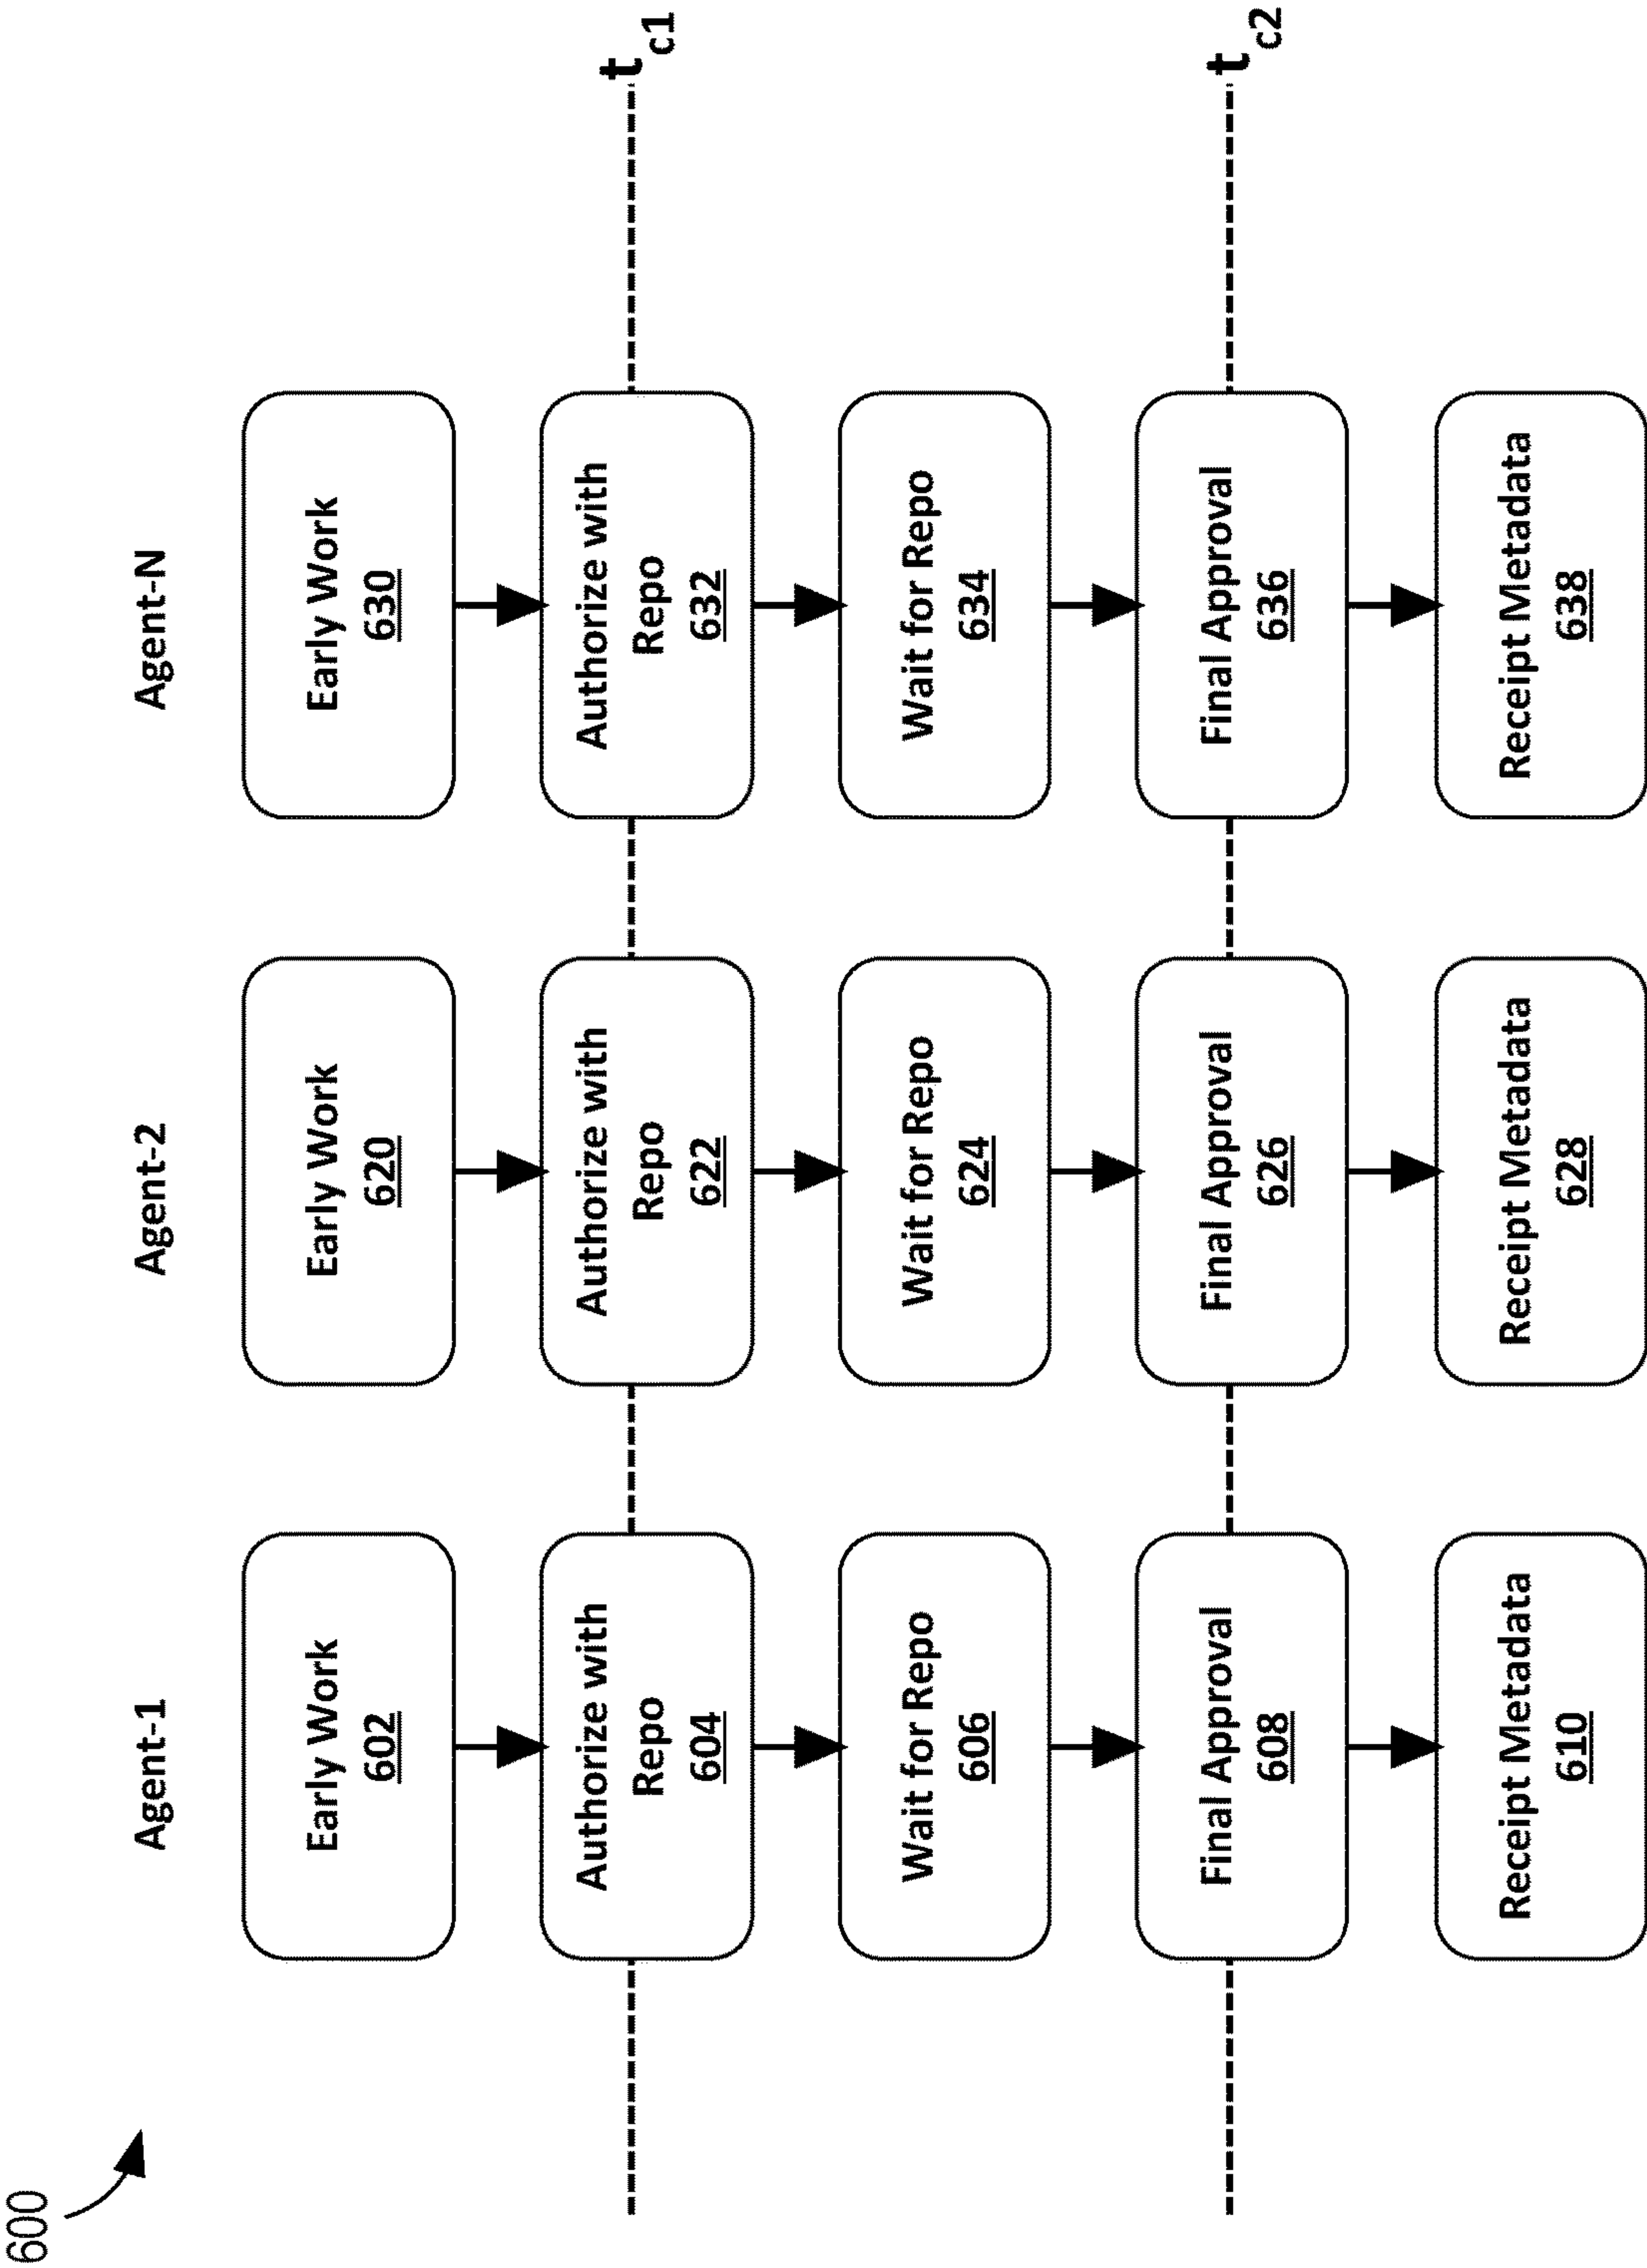 600
Agent-1
Agent-2
Agent-N
Early Work
602
Early Work
620
Early Work
630
Authorize with
Repo
604
Authorize with
Repo
622
Authorize with
Repo
632
t c1
Wait for Repo
606
Wait for Repo
624
Wait for Repo
634
Final Approval
608
Final Approval
626
Final Approval
636
t c2
Receipt Metadata
610
Receipt Metadata
628
Receipt Metadata
638